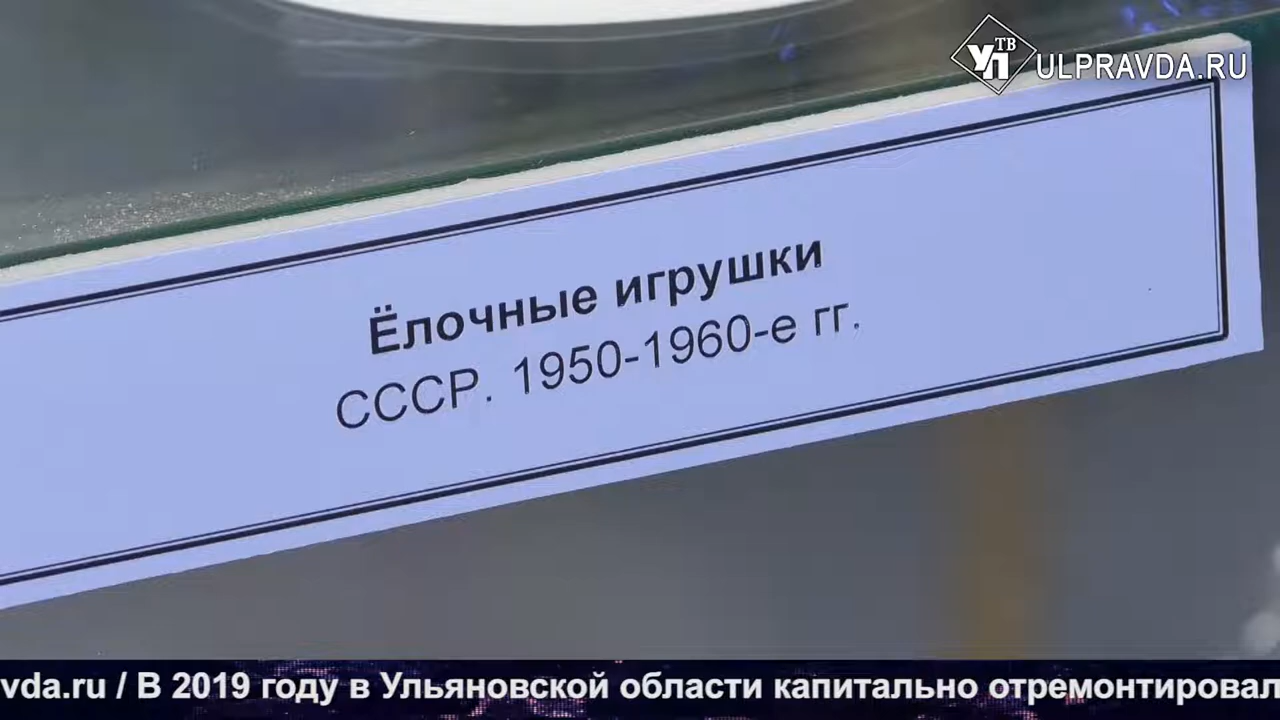 УП ТВ ULPRAVDA.RU
Ёлочные игрушки
СССР. 1950-1960-е гг.
vda.ru / В 2019 году в Ульяновской области капитально отремонтировал